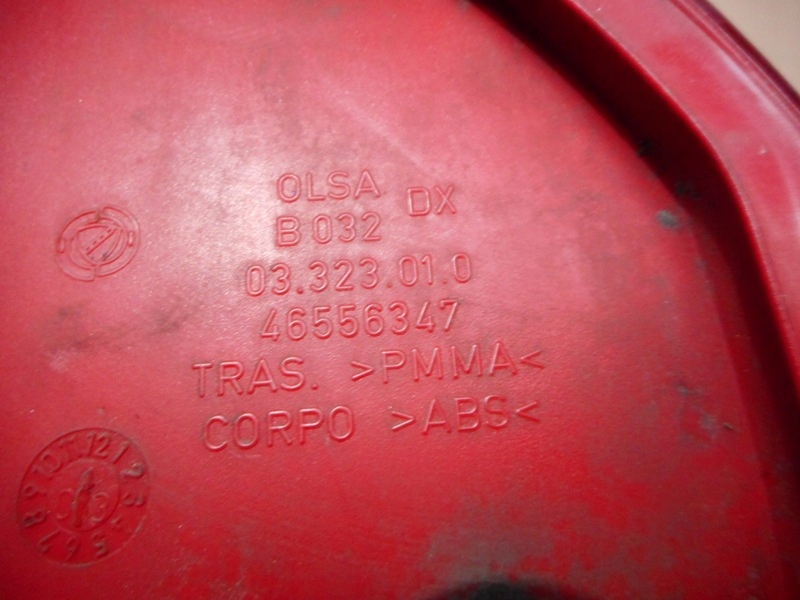 OLSA DX
B 032
03.323.01.0
46556347
TRAS. >PMMA<
CORPO >ABS<